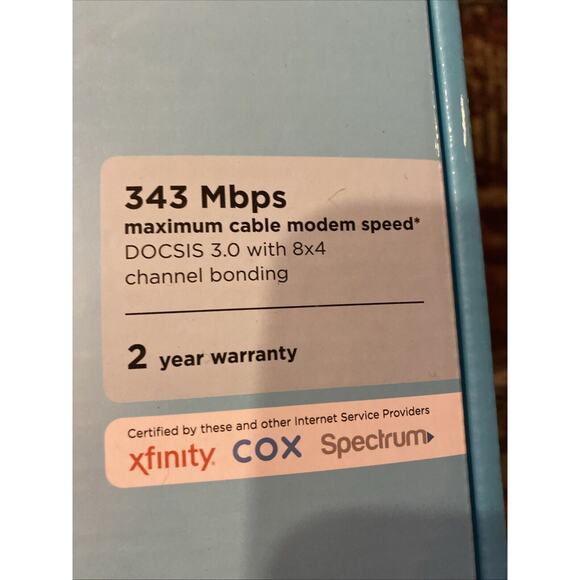 343 Mbps
maximum cable modem speed*
DOCSIS 3.0 with 8x4
channel bonding
2 year warranty
Certified by these and other Internet Service Providers
xfinity. COX Spectrum